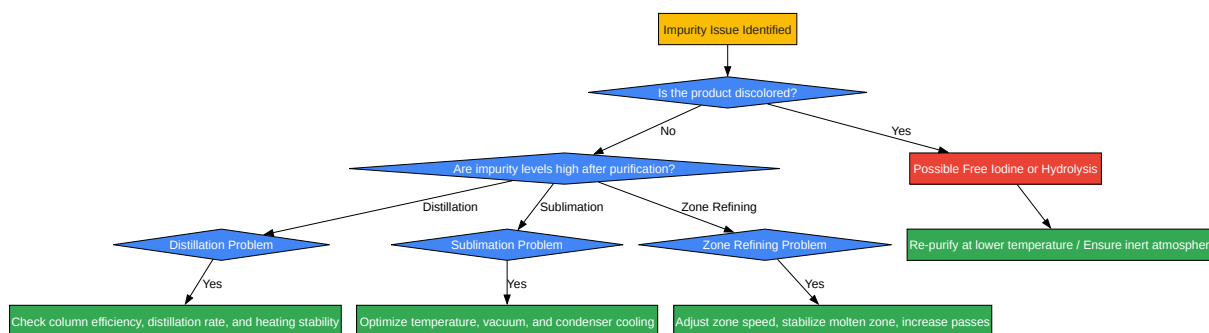 Impurity Issue Identified
Is the product discolored?
No
Yes
Are impurity levels high after purification?
Possible Free Iodine or Hydrolysis
Distillation
Sublimation
Zone Refining
Distillation Problem
Sublimation Problem
Zone Refining Problem
Re-purify at lower temperature / Ensure inert atmospher
Yes
Yes
Yes
Check column efficiency, distillation rate, and heating stability
Optimize temperature, vacuum, and condenser cooling
Adjust zone speed, stabilize molten zone, increase passes